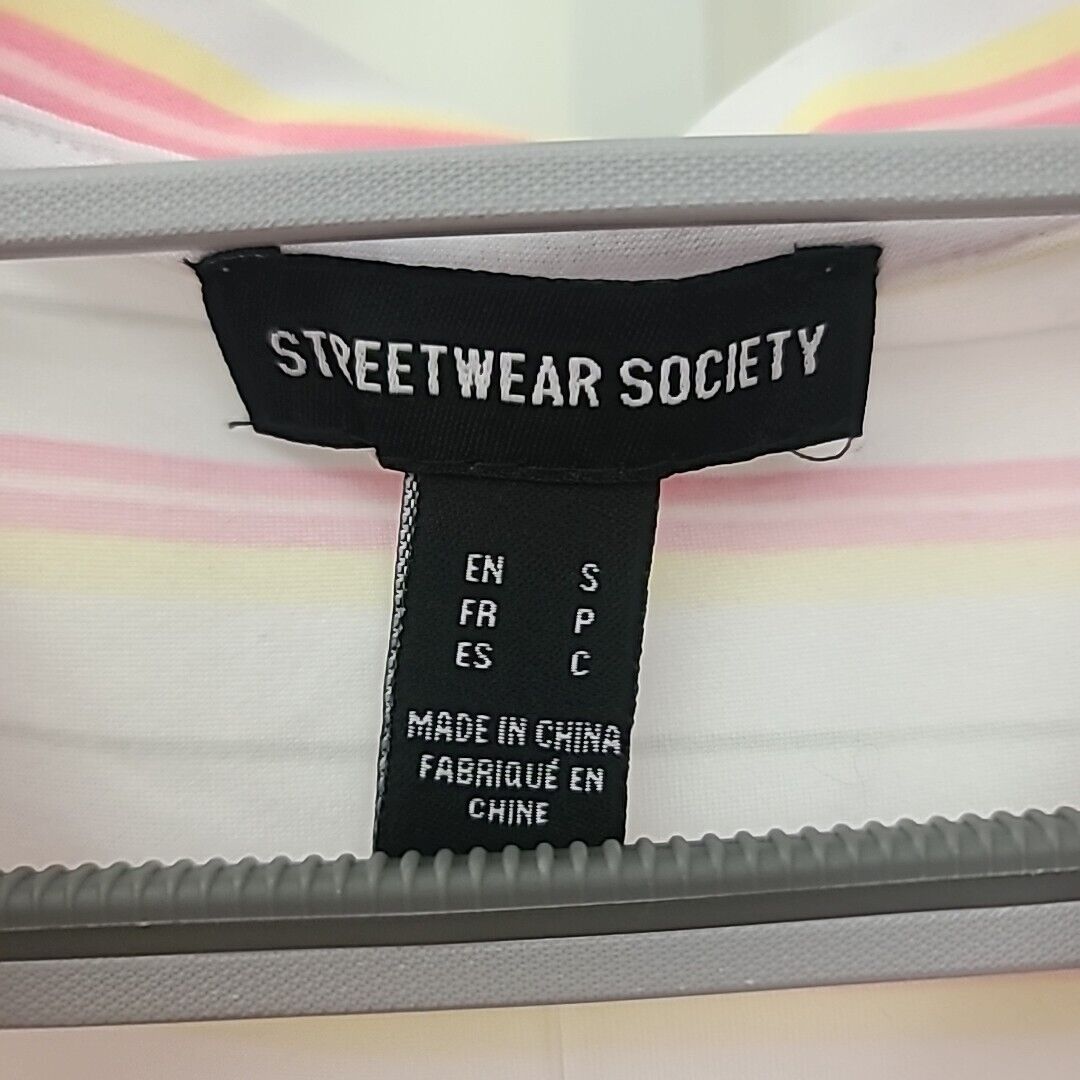 STREETWEAR SOCIETY
EN S
FR P
ES C
MADE IN CHINA
FABRIQUÉ EN
CHINE